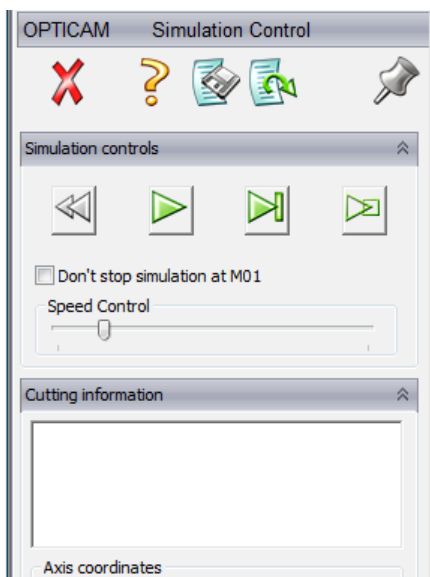 OPTICAM Simulation Control
?
Simulation controls
Don't stop simulation at M01
Speed Control
Cutting information
Axis coordinates